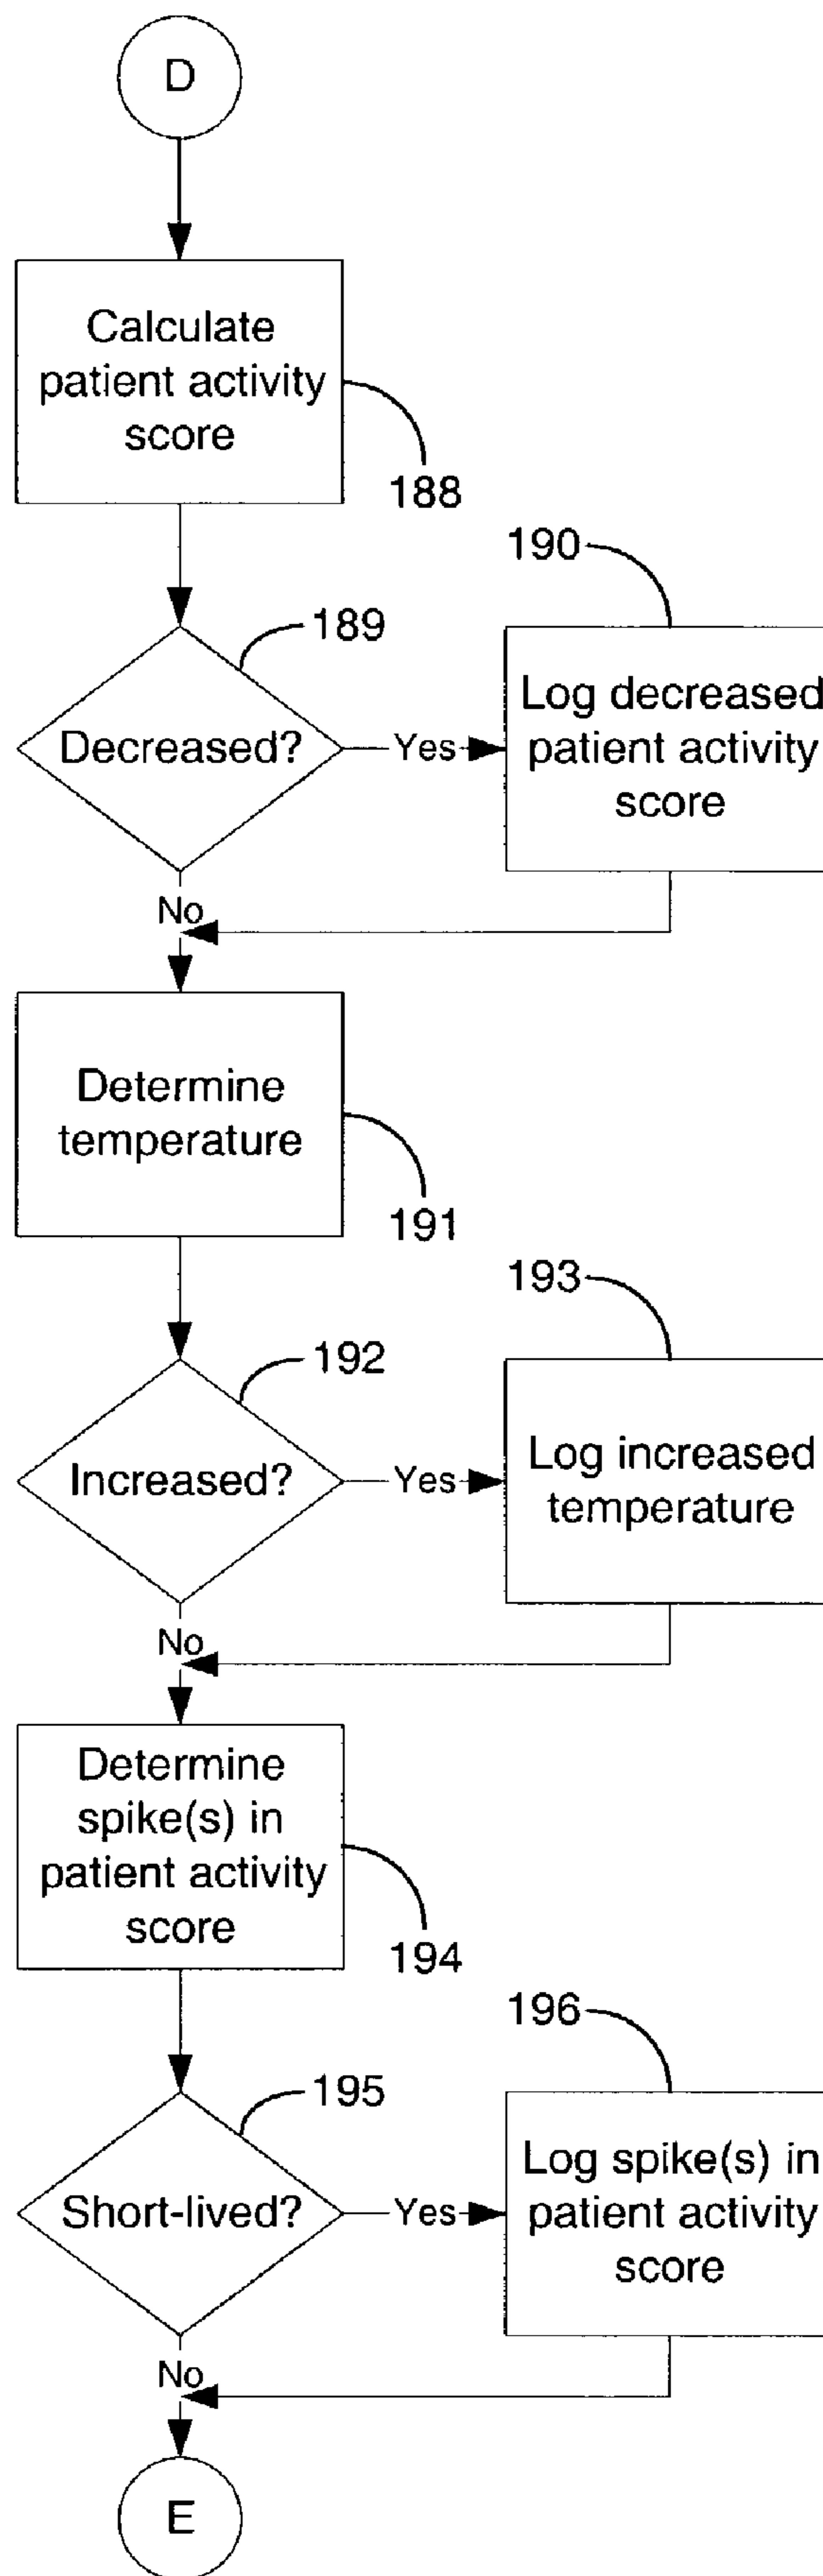 D
Calculate
patient activity
score
188
190
189
Decreased?
Yes
Log decreased
patient activity
score
No
Determine
temperature
191
193
192
Increased?
Yes
Log increased
temperature
No
Determine
spike(s) in
patient activity
score
194
196
195
Short-lived?
Yes
Log spike(s) in
patient activity
score
No
E